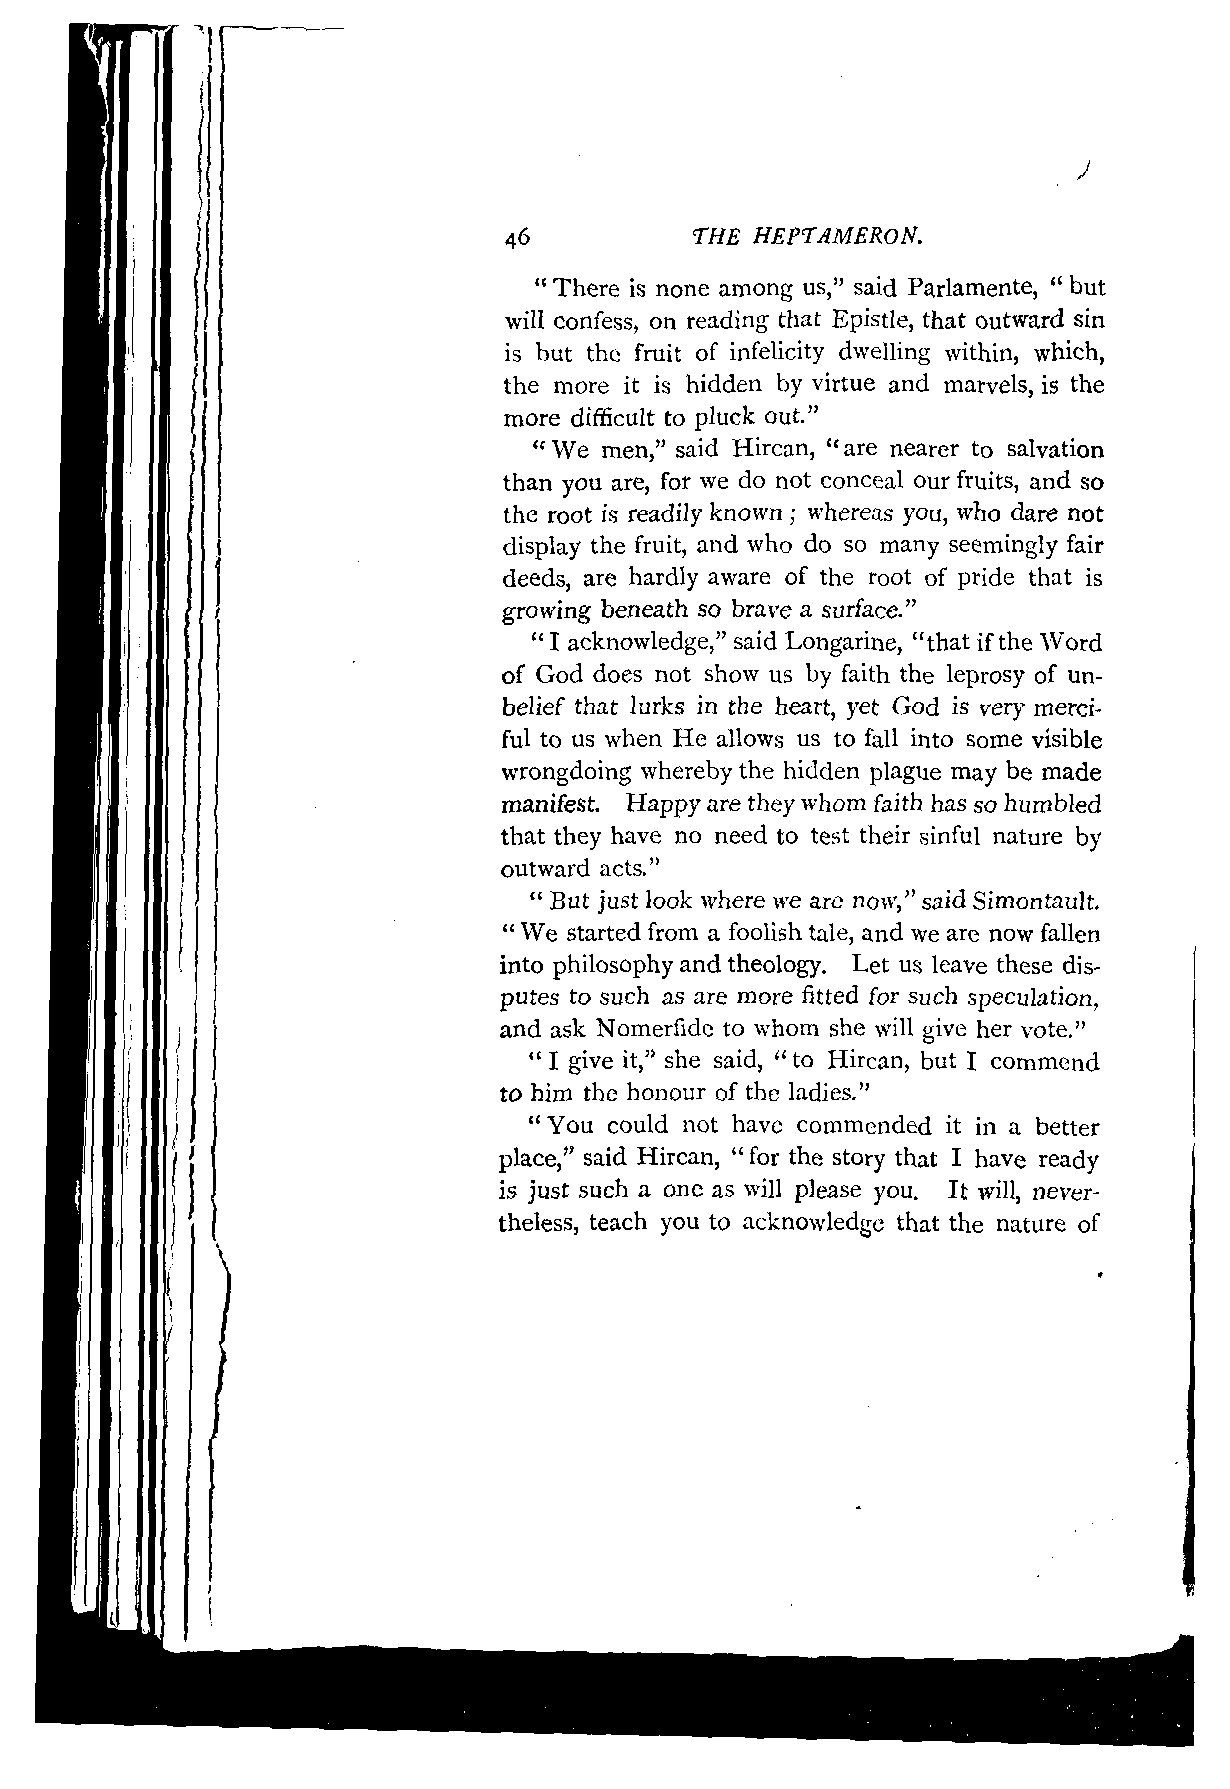 46 THE HEPTAMERON.
“There is none among us,” said Parlamente, “but
will confess, on reading that Epistle, that outward sin
is but the fruit of infelicity dwelling within, which,
the more it is hidden by virtue and marvels, is the
more difficult to pluck out.”
“We men,” said Hircan, “are nearer to salvation
than you are, for we do not conceal our fruits, and so
the root is readily known; whereas you, who dare not
display the fruit, and who do so many seemingly fair
deeds, are hardly aware of the root of pride that is
growing beneath so brave a surface.”
“I acknowledge,” said Longarine, “that if the Word
of God does not show us by faith the leprosy of un-
belief that lurks in the heart, yet God is very merci-
ful to us when He allows us to fall into some visible
wrongdoing whereby the hidden plague may be made
manifest. Happy are they whom faith has so humbled
that they have no need to test their sinful nature by
outward acts.”
“But just look where we are now,” said Simontault.
“We started from a foolish tale, and we are now fallen
into philosophy and theology. Let us leave these dis-
putes to such as are more fitted for such speculation,
and ask Nomerfide to whom she will give her vote.”
“I give it,” she said, “to Hircan, but I commend
to him the honour of the ladies.”
“You could not have commended it in a better
place,” said Hircan, “for the story that I have ready
is just such a one as will please you. It will, never-
theless, teach you to acknowledge that the nature of